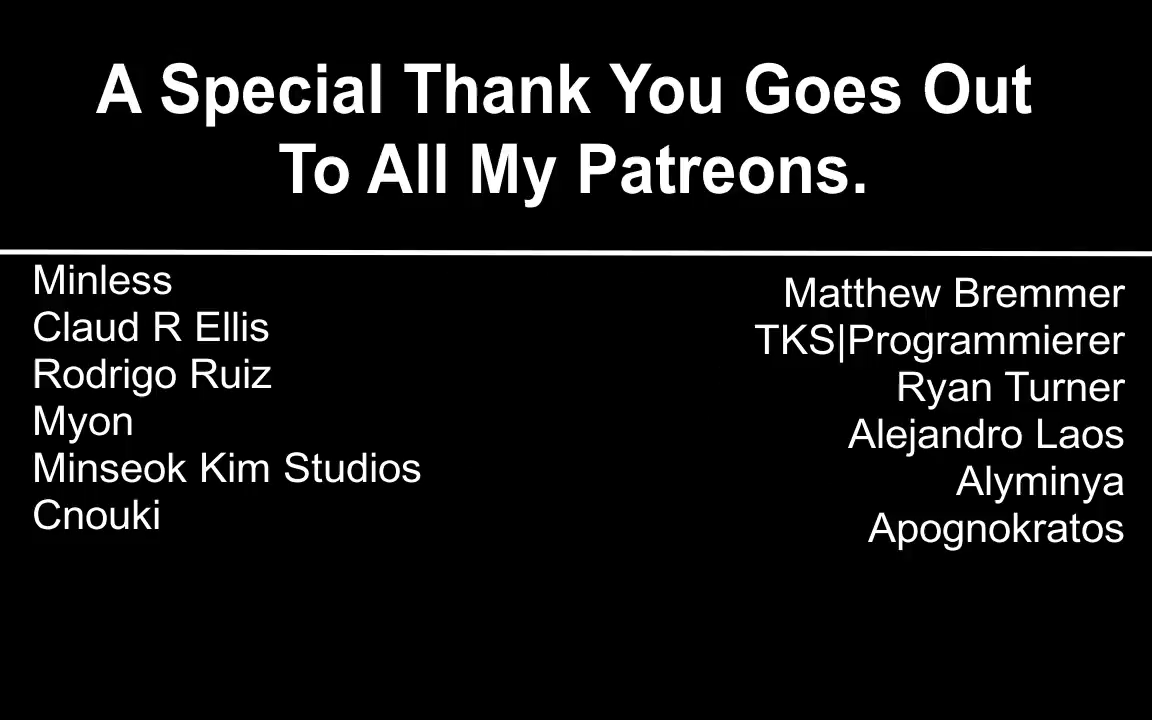 A Special Thank You Goes Out
To All My Patreons.
Minless
Claud R Ellis
Rodrigo Ruiz
Myon
Minseok Kim Studios
Cnouki
Matthew Bremmer
TKS|Programmierer
Ryan Turner
Alejandro Laos
Alyminya
Apognokratos